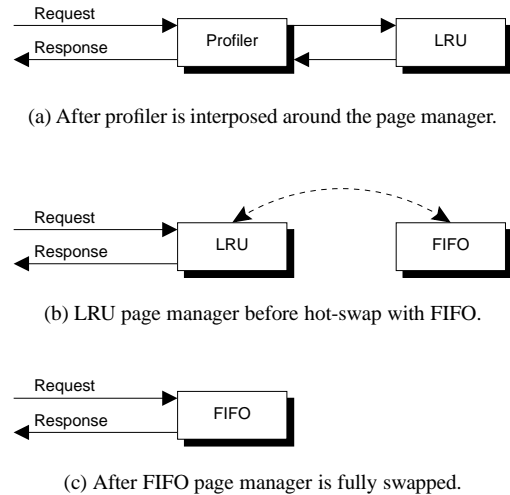 Request
Response
Profiler
LRU
(a) After profiler is interposed around the page manager.
Request
Response
LRU
FIFO
(b) LRU page manager before hot-swap with FIFO.
Request
Response
FIFO
(c) After FIFO page manager is fully swapped.